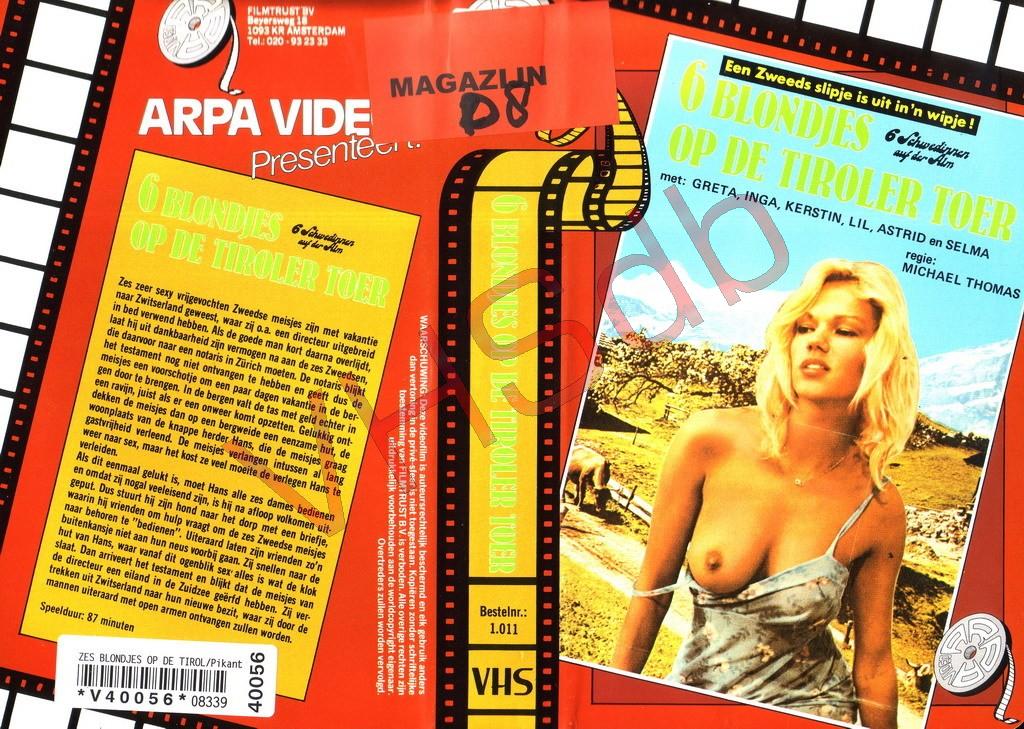 FILMTRUST BV
Beyersweg 18
1093 KR AMSTERDAM
Tel.: 020 - 93 23 33
MAGAZIJN
D8
ARPA VIDE
Presenteert:
6 BLONDJES
OP DE TIROLER TOER
6 Schwedinnen
auf der Alm
Zes zeer sexy vrijgevochten Zweedse meisjes zijn met vakantie
naar Zwitserland geweest, waar zij o.a. een directeur uitgebreid
in bed verwend hebben. Als de goede man kort daarna overlijdt,
laat hij uit dankbaarheid zijn vermogen na aan de zes Zweedsen,
die daarvoor naar een notaris in Zürich moeten. De notaris blijkt
het testament nog niet ontvangen te hebben en geeft dus de
meisjes een voorschotje om een paar dagen vakantie in de ber-
gen door te brengen. In de bergen valt de tas met geld echter in
een ravijn, juist als er een onweer komt opzetten. Gelukkig ont-
dekken de meisjes dan op een bergweide een eenzame hut, de
woonplaats van de knappe herder Hans, die de meisjes graag
gastvrijheid verleend. De meisjes verlangen intussen al lang
weer naar sex, maar het kost ze veel moeite de verlegen Hans te
geput.
Als dit eenmaal gelukt is, moet Hans alle zes dames bedienen
en omdat zij nogal veeleisend zijn, is hij na afloop volkomen uit-
geput. Dus stuurt hij zijn hond naar het dorp met een briefje,
waarin hij vrienden om hulp vraagt om de zes Zweedse meisjes
naar behoren te "bedienen". Uiteraard laten zijn vrienden zo'n
buitenkansje niet aan hun neus voorbij gaan. Zij snellen naar de
hut van Hans, waar vanaf dit ogenblik sex alles is wat de klok
slaat. Dan arriveert het testament en blijkt dat de meisjes van
de directeur een eiland in de Zuidzee geërfd hebben. Zij ver-
trekken uit Zwitserland naar hun nieuwe bezit, waar zij door de
mannen uiteraard met open armen ontvangen zullen worden.
Speelduur: 87 minuten
ZES BLONDJES OP DE TIROL/Pikant
*V40056* 08339
40056
WAARSCHUWING: Deze videofilm is auteursrechtelijk beschermd en elk gebruik anders
dan vertoning in de privé-sfeer is niet toegestaan. Kopiëren zonder schriftelijke
toestemming van FILMTRUST B.V. is verboden. Alle overige rechten zijn
uitdrukkelijk voorbehouden aan de worldcopyright eigenaar.
Overtreders zullen worden vervolgd.
6 BLONDJES OP DE TIROLER TOER
Bestelnr.:
1.011
VHS
Een Zweeds slipje is uit in'n wipje!
6 BLONDJES
6 Schwedinnen
auf der Alm
OP DE TIROLER TOER
met: GRETA, INGA, KERSTIN, LIL, ASTRID en SELMA
regie:
MICHAEL THOMAS
VHSdb